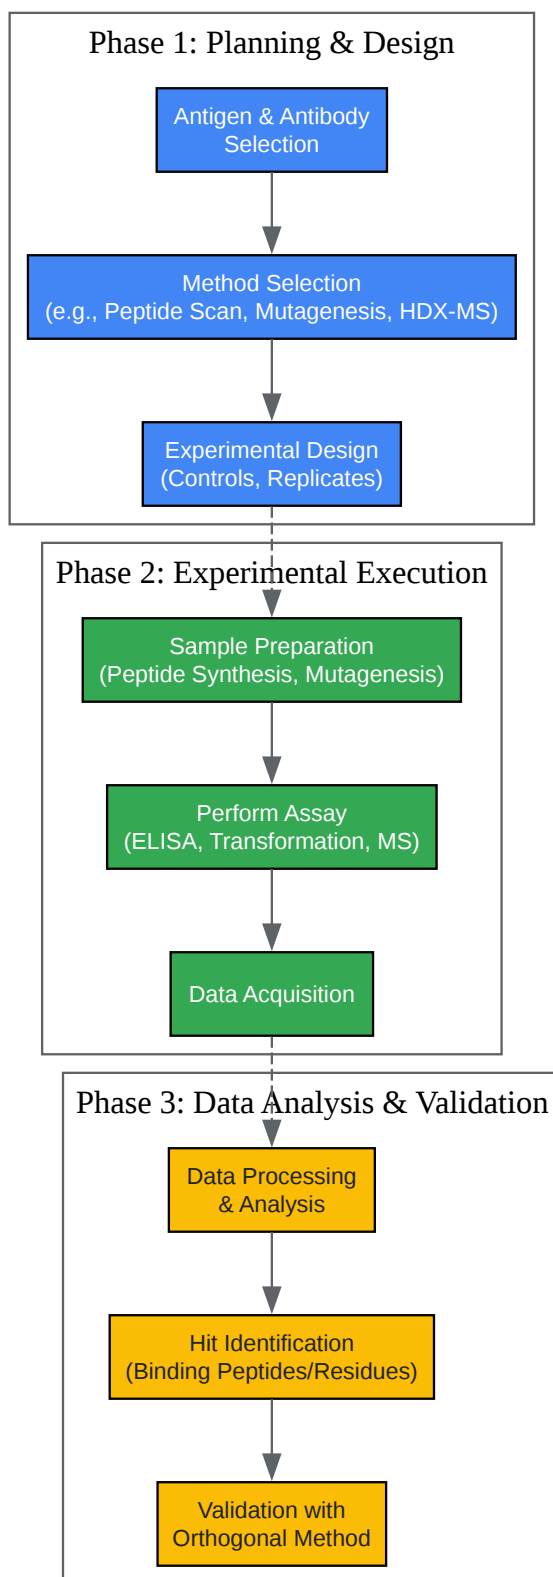 Phase 1: Planning & Design
Antigen & Antibody
Selection
Method Selection
(e.g., Peptide Scan, Mutagenesis, HDX-MS)
Experimental Design
(Controls, Replicates)
Phase 2: Experimental Execution
Sample Preparation
(Peptide Synthesis, Mutagenesis)
Perform Assay
(ELISA, Transformation, MS)
Data Acquisition
Phase 3: Data Analysis & Validation
Data Processing
& Analysis
Hit Identification
(Binding Peptides/Residues)
Validation with
Orthogonal Method